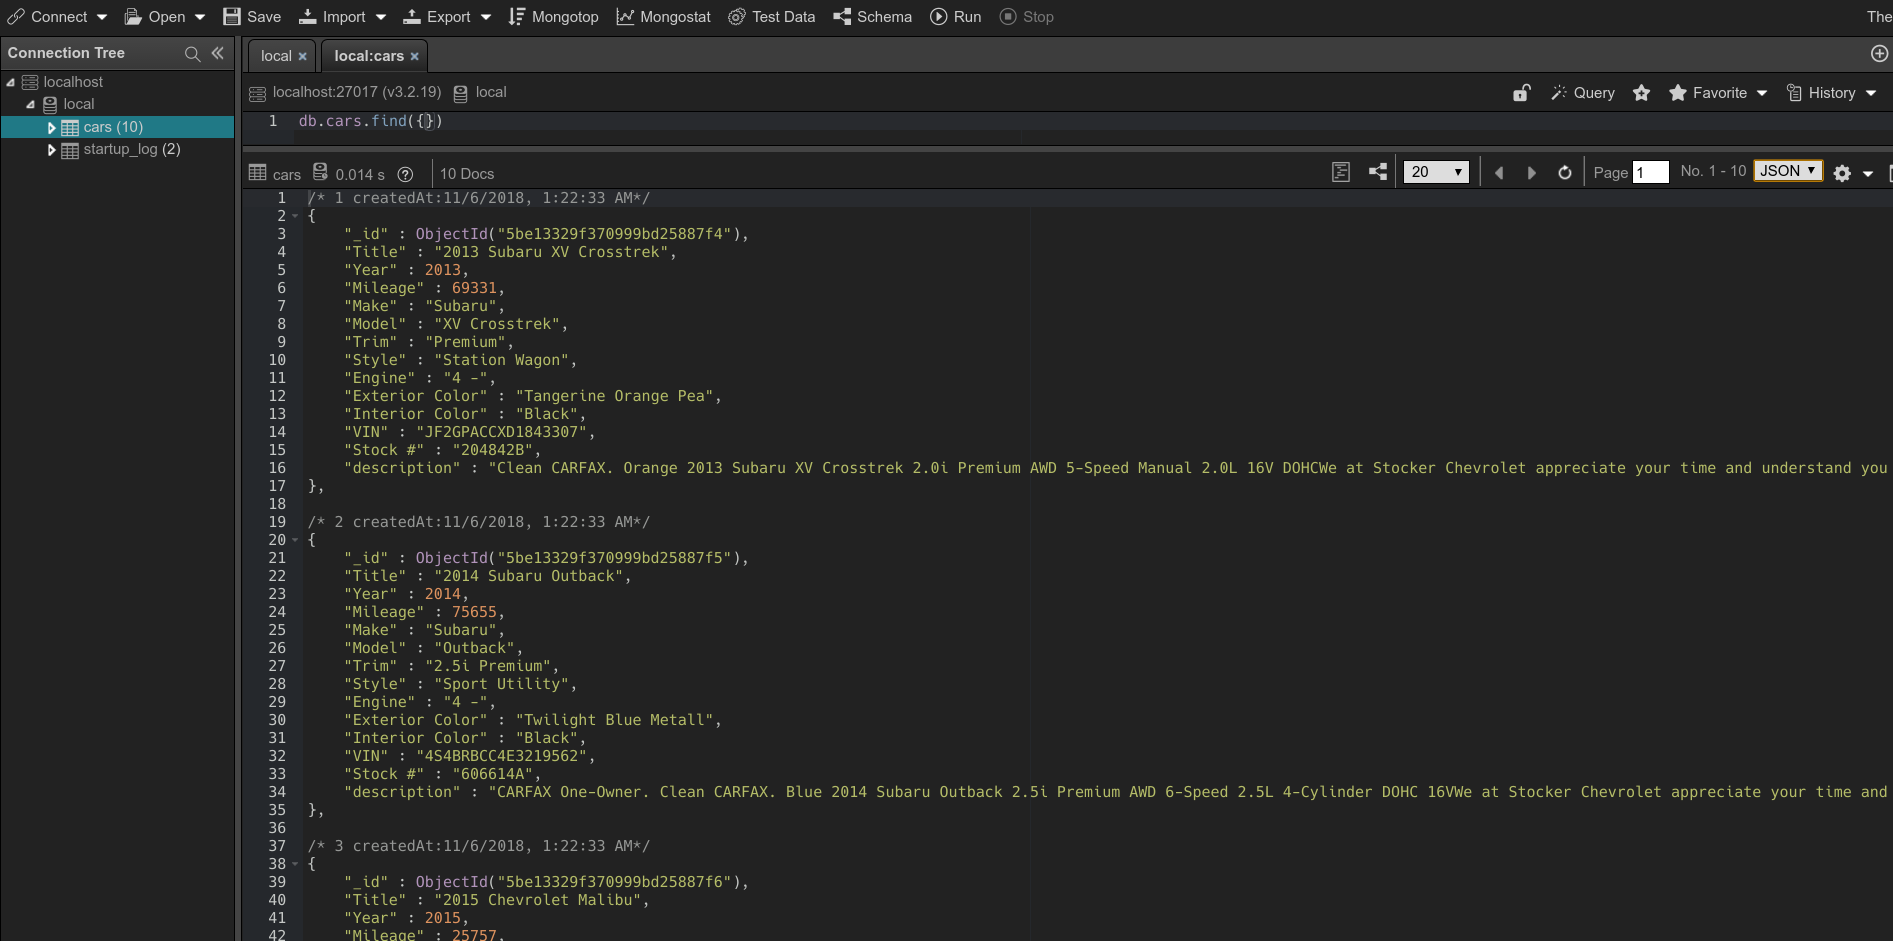 Connect Open Save Import Export Mongotop Mongostat Test Data Schema Run Stop The
Connection Tree
localhost
local
cars (10)
startup_log (2)
local × local:cars ×
localhost:27017 (v3.2.19) local Query Favorite History
1 db.cars.find({})
cars 0.014 s 10 Docs 20 Page 1 No. 1 - 10 JSON
1 /* 1 createdAt:11/6/2018, 1:22:33 AM*/
2 {
3 "_id" : ObjectId("5be13329f370999bd25887f4"),
4 "Title" : "2013 Subaru XV Crosstrek",
5 "Year" : 2013,
6 "Mileage" : 69331,
7 "Make" : "Subaru",
8 "Model" : "XV Crosstrek",
9 "Trim" : "Premium",
10 "Style" : "Station Wagon",
11 "Engine" : "4 -",
12 "Exterior Color" : "Tangerine Orange Pea",
13 "Interior Color" : "Black",
14 "VIN" : "JF2GPACCXD1843307",
15 "Stock #" : "204842B",
16 "description" : "Clean CARFAX. Orange 2013 Subaru XV Crosstrek 2.0i Premium AWD 5-Speed Manual 2.0L 16V DOHCWe at Stocker Chevrolet appreciate your time and understand you
17 },
18
19 /* 2 createdAt:11/6/2018, 1:22:33 AM*/
20 {
21 "_id" : ObjectId("5be13329f370999bd25887f5"),
22 "Title" : "2014 Subaru Outback",
23 "Year" : 2014,
24 "Mileage" : 75655,
25 "Make" : "Subaru",
26 "Model" : "Outback",
27 "Trim" : "2.5i Premium",
28 "Style" : "Sport Utility",
29 "Engine" : "4 -",
30 "Exterior Color" : "Twilight Blue Metall",
31 "Interior Color" : "Black",
32 "VIN" : "4S4BRBCC4E3219562",
33 "Stock #" : "606614A",
34 "description" : "CARFAX One-Owner. Clean CARFAX. Blue 2014 Subaru Outback 2.5i Premium AWD 6-Speed 2.5L 4-Cylinder DOHC 16VWe at Stocker Chevrolet appreciate your time and
35 },
36
37 /* 3 createdAt:11/6/2018, 1:22:33 AM*/
38 {
39 "_id" : ObjectId("5be13329f370999bd25887f6"),
40 "Title" : "2015 Chevrolet Malibu",
41 "Year" : 2015,
42 "Mileage" : 25757,